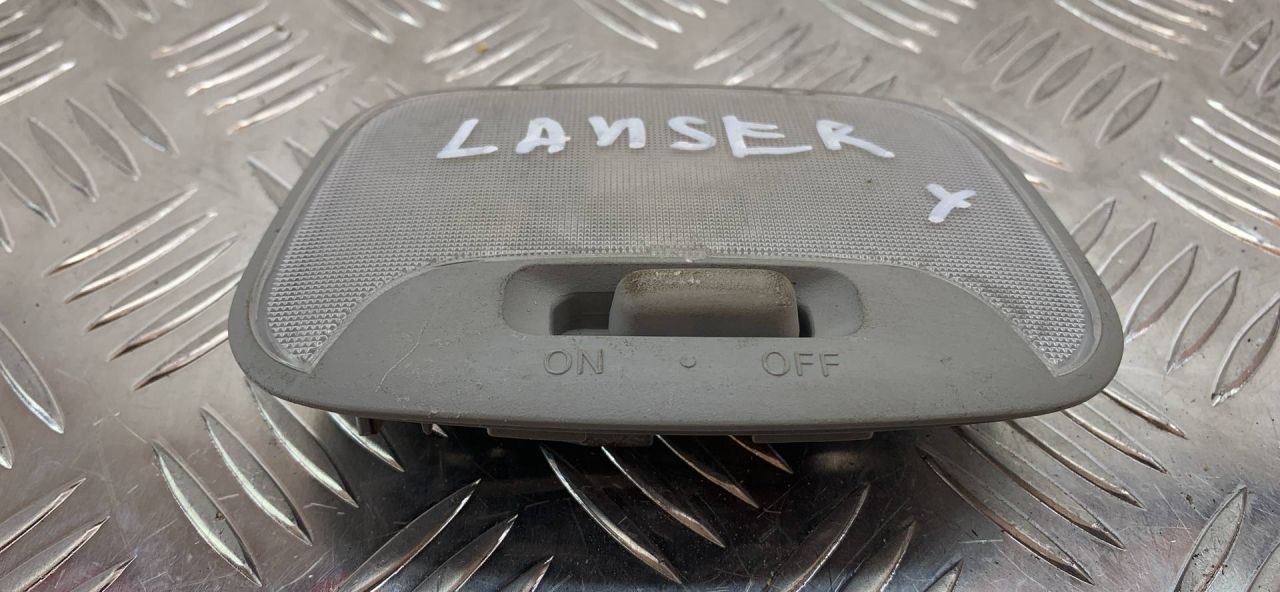 LANSER
X
ON • OFF